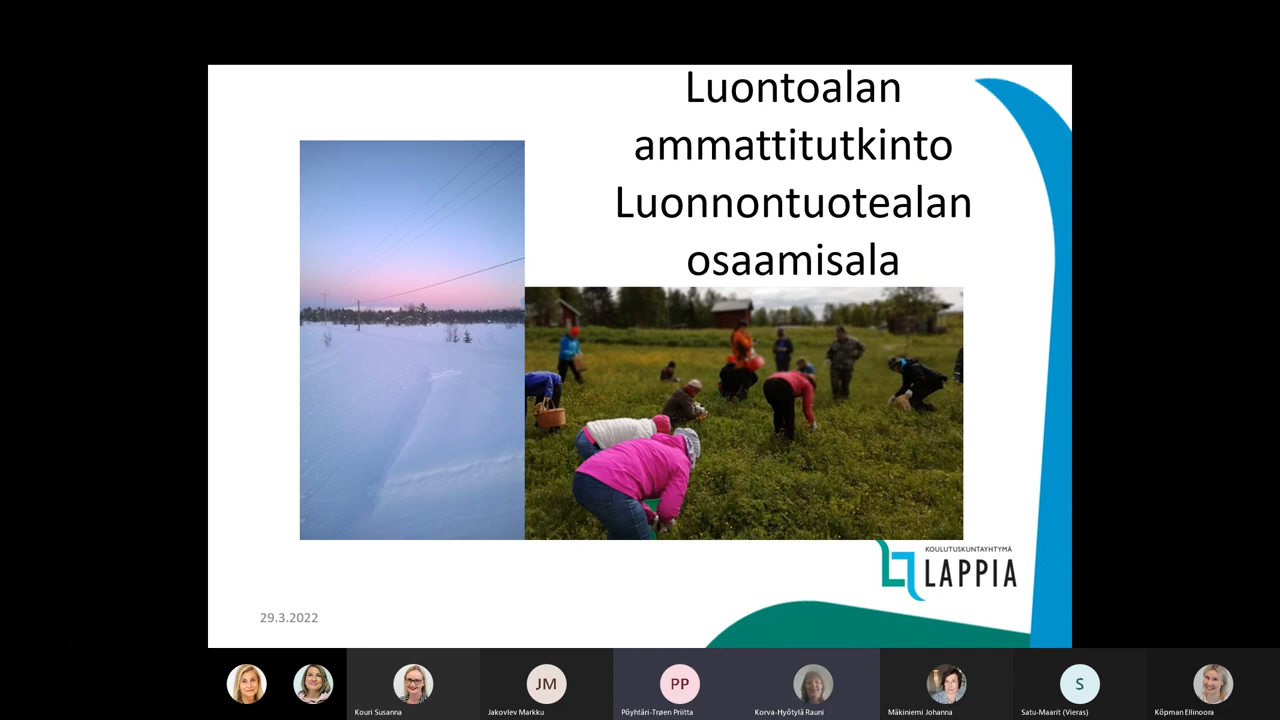 Luontoalan
ammattitutkinto
Luonnontuotealan
osaamisala
KOULUTUSKUNTAYHTYMÄ
LAPPIA
29.3.2022
JM
PP
S
Kouri Susanna
Jakovlev Markku
Pöyhtäri-Trøen Priitta
Korva-Hyötylä Rauni
Mäkiniemi Johanna
Satu-Maarit (Vieras)
Köpman Ellinoora